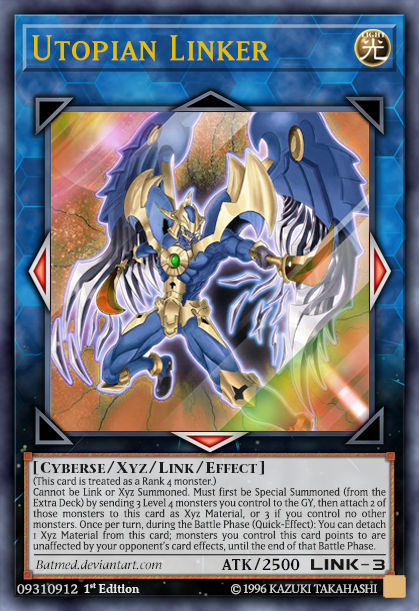 Utopian Linker
LIGHT
光
[Cyberse/Xyz/Link/Effect]
(This card is treated as a Rank 4 monster.)
Cannot be Link or Xyz Summoned. Must first be Special Summoned (from the
Extra Deck) by sending 3 Level 4 monsters you control to the GY, then attach 2
of those monsters to this card as Xyz Material, or 3 if you control no other
monsters. Once per turn, during the Battle Phase (Quick-Effect): You can detach
1 Xyz Material from this card; monsters you control this card points to are
unaffected by your opponent's card effects, until the end of that Battle Phase.
Batmed.deviantart.com ATK/2500 LINK-3
09310912 1st Edition ©1996 KAZUKI TAKAHASHI